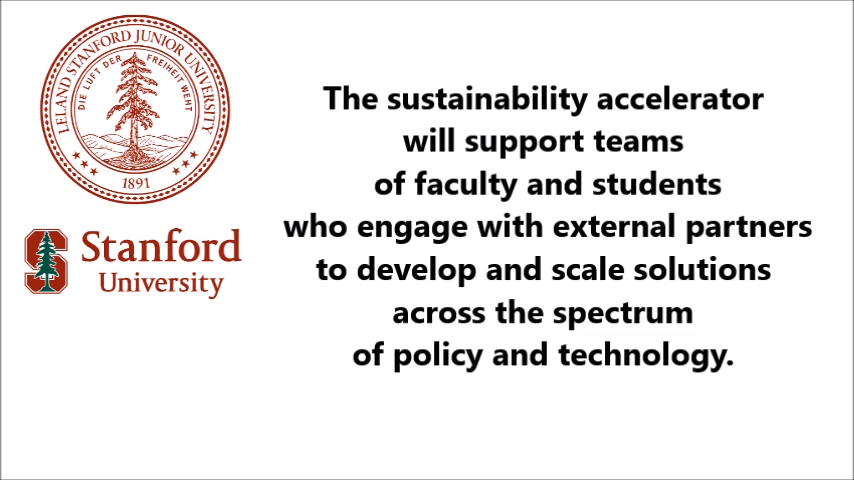 LELAND STANFORD JUNIOR UNIVERSITY
DIE LUFT DER FREIHEIT WEHT
1891
Stanford
University
The sustainability accelerator
will support teams
of faculty and students
who engage with external partners
to develop and scale solutions
across the spectrum
of policy and technology.